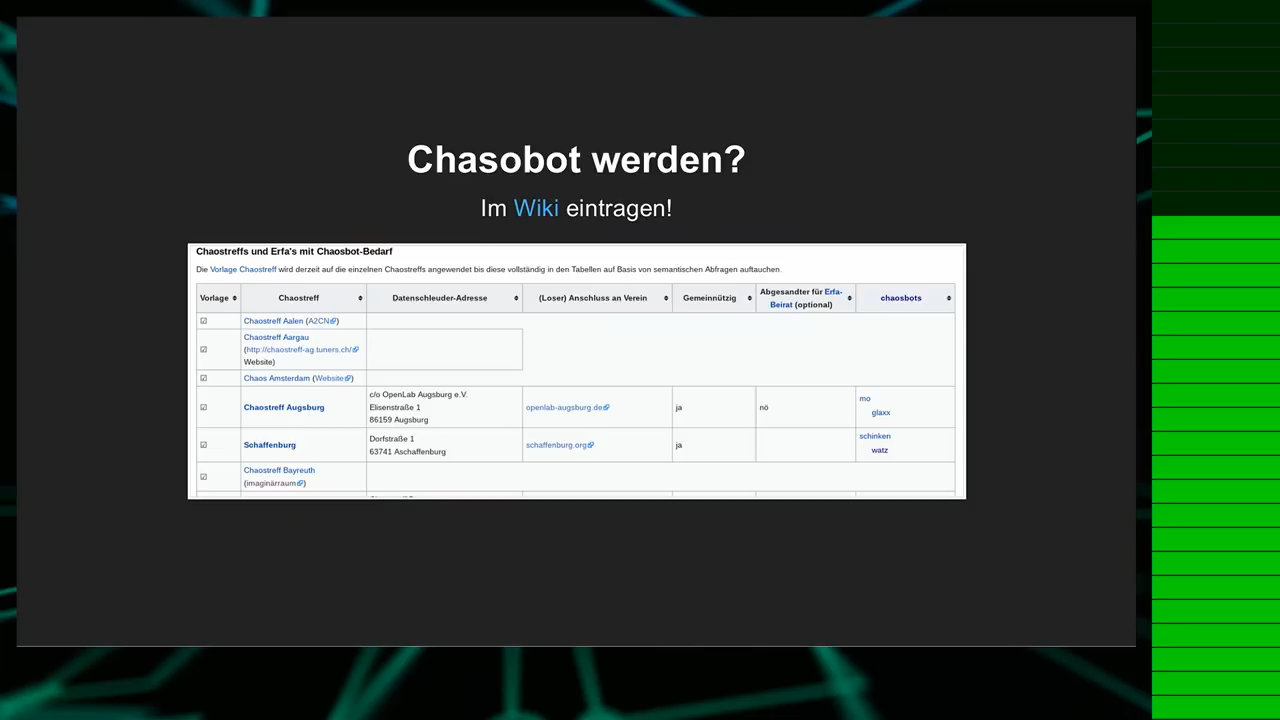 Chasobot werden?
Im Wiki eintragen!
Chaostreffs und Erfa's mit Chaosbot-Bedarf
Die Vorlage Chaostreff wird derzeit auf die einzelnen Chaostreffs angewendet bis diese vollständig in den Tabellen auf Basis von semantischen Abfragen auftauchen.
Vorlage Chaostreff Datenschleuder-Adresse (Loser) Anschluss an Verein Gemeinnützig Abgesandter für Erfa-
Beirat (optional) chaosbots
Chaostreff Aalen (A2CN)
Chaostreff Aargau
(http://chaostreff-ag.tuners.ch/
Website)
Chaos Amsterdam (Website)
Chaostreff Augsburg
c/o OpenLab Augsburg e.V.
Elisenstraße 1
86159 Augsburg
openlab-augsburg.de
ja
nö
mo
glaxx
Schaffenburg
Dorfstraße 1
63741 Aschaffenburg
schaffenburg.org
ja
schinken
watz
Chaostreff Bayreuth
(imaginärraum)